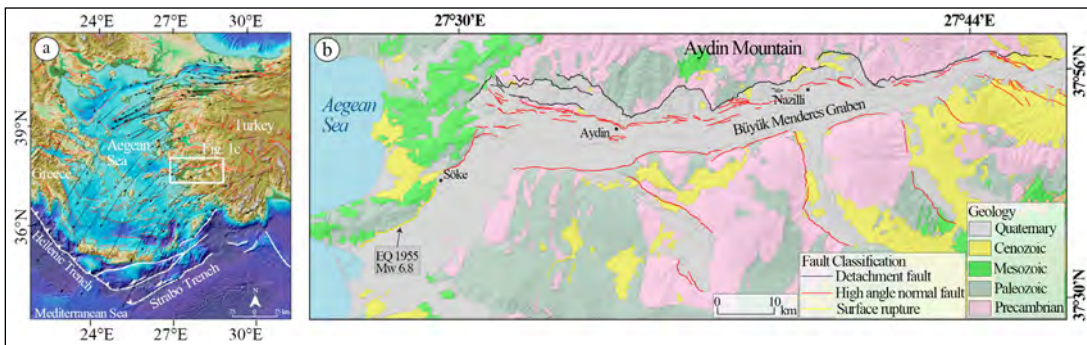 24°E 27°E 30°E
a
39°N
36°N
Turkey
Aegean
Sea
Fig. 1c
Greece
Hellenic Trench
Strabo Trench
Mediterranean Sea
N
24°E 27°E 30°E
27°30'E 27°44'E
b
Aydin Mountain
37°56'E
Aegean
Sea
Nazilli
Aydin
Büyük Menderes Graben
Söke
EQ 1955
Mw 6.8
Fault Classification
Detachment fault
High angle normal fault
Surface rupture
0 10
km
Geology
Quaternary
Cenozoic
Mesozoic
Paleozoic
Precambrian
37°30'E